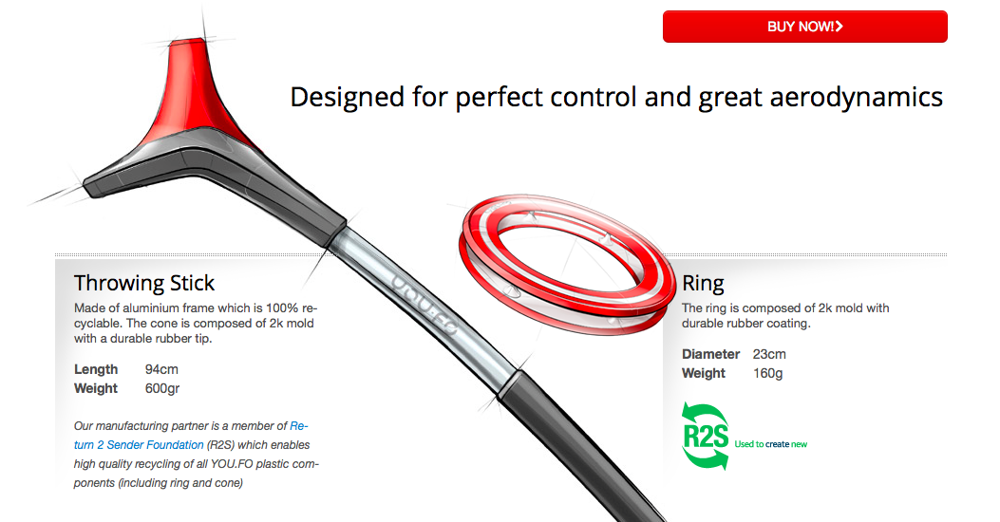 BUY NOW!
Designed for perfect control and great aerodynamics
Throwing Stick
Made of aluminium frame which is 100% re-
cyclable. The cone is composed of 2k mold
with a durable rubber tip.
Length 94cm
Weight 600gr
Our manufacturing partner is a member of Re-
turn 2 Sender Foundation (R2S) which enables
high quality recycling of all YOU.FO plastic com-
ponents (including ring and cone)
YOU.FO
Ring
The ring is composed of 2k mold with
durable rubber coating.
Diameter 23cm
Weight 160g
R2S
Used to create new